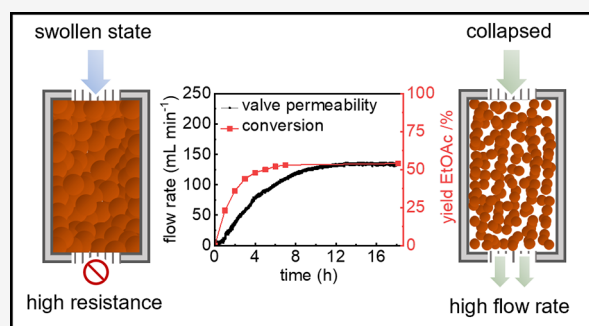 swollen state
collapsed
250
200
150
100
50
0
flow rate (mL min⁻¹)
valve permeability
conversion
100
75
50
25
0
yield EtOAc /%
0 4 8 12 16
time (h)
high resistance
high flow rate